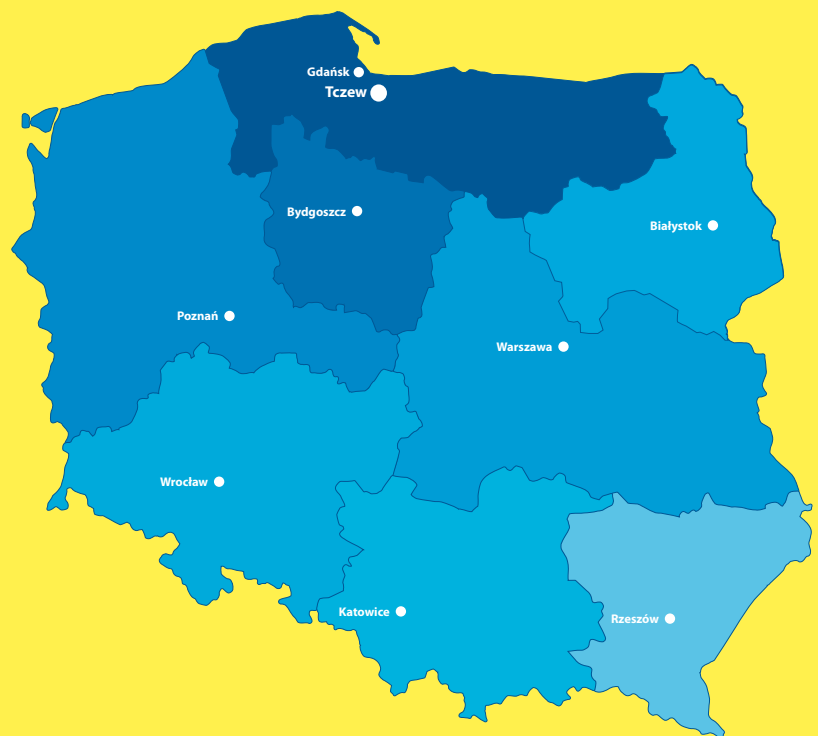 Gdańsk
Tczew
Bydgoszcz
Białystok
Poznań
Warszawa
Wrocław
Katowice
Rzeszów